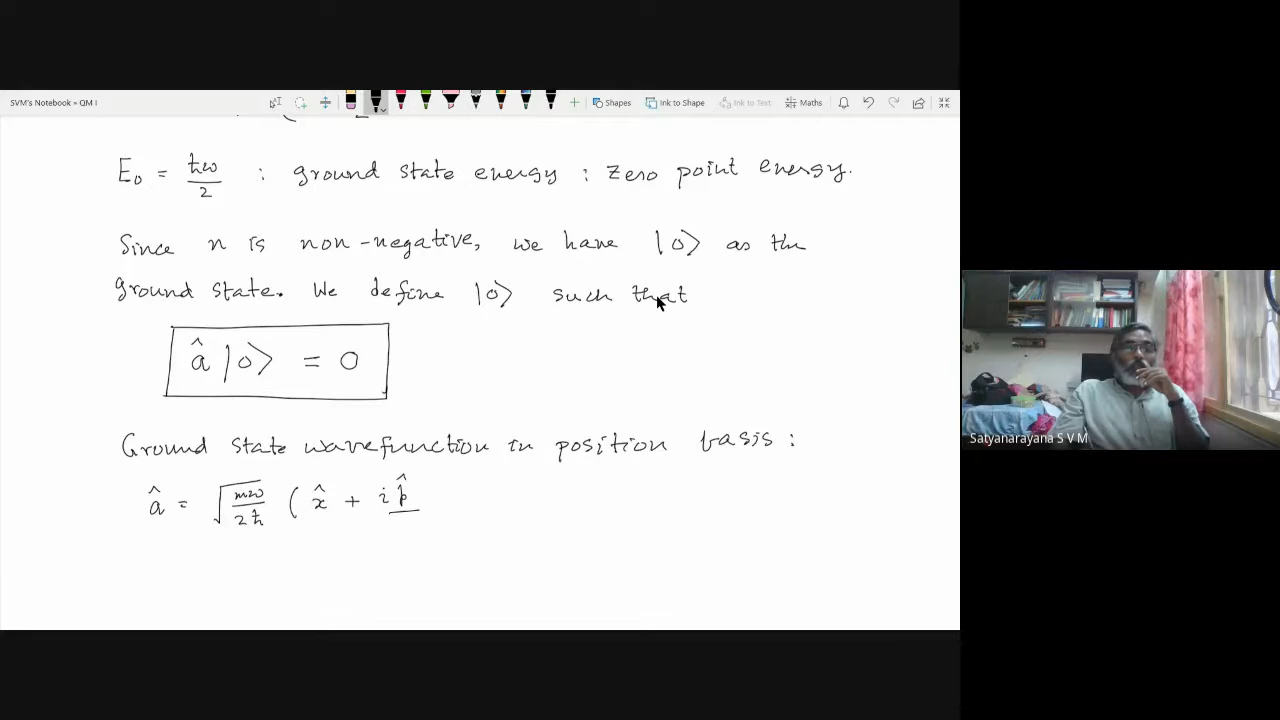 SVM's Notebook » QM I
Shapes Ink to Shape Ink to Text Maths
E₀ = ħω/2 : ground state energy : zero point energy.
Since n is non-negative, we have |0⟩ as the
ground state. We define |0⟩ such that
â |0⟩ = 0
Ground state wavefunction in position basis :
â = √(mω/2ħ) ( x̂ + i p̂
Satyanarayana S V M